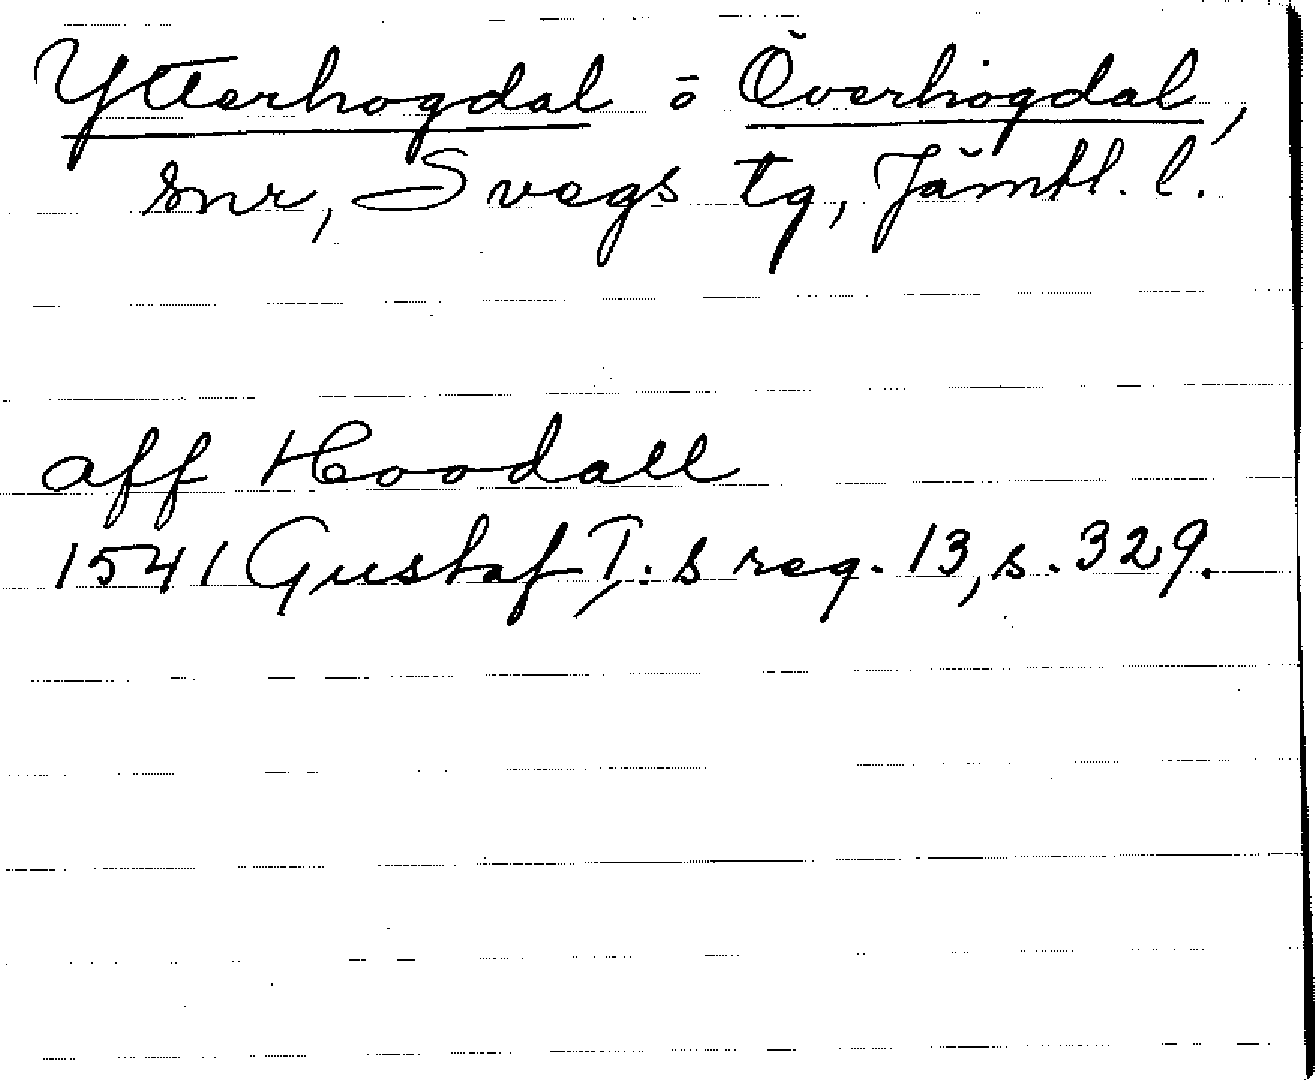 Ytterhogdal o Överhogdal,
snr, Svegs tg, Jämtl. l.
aff Hoodall
1541 Gustaf I:s reg. 13, s. 329.